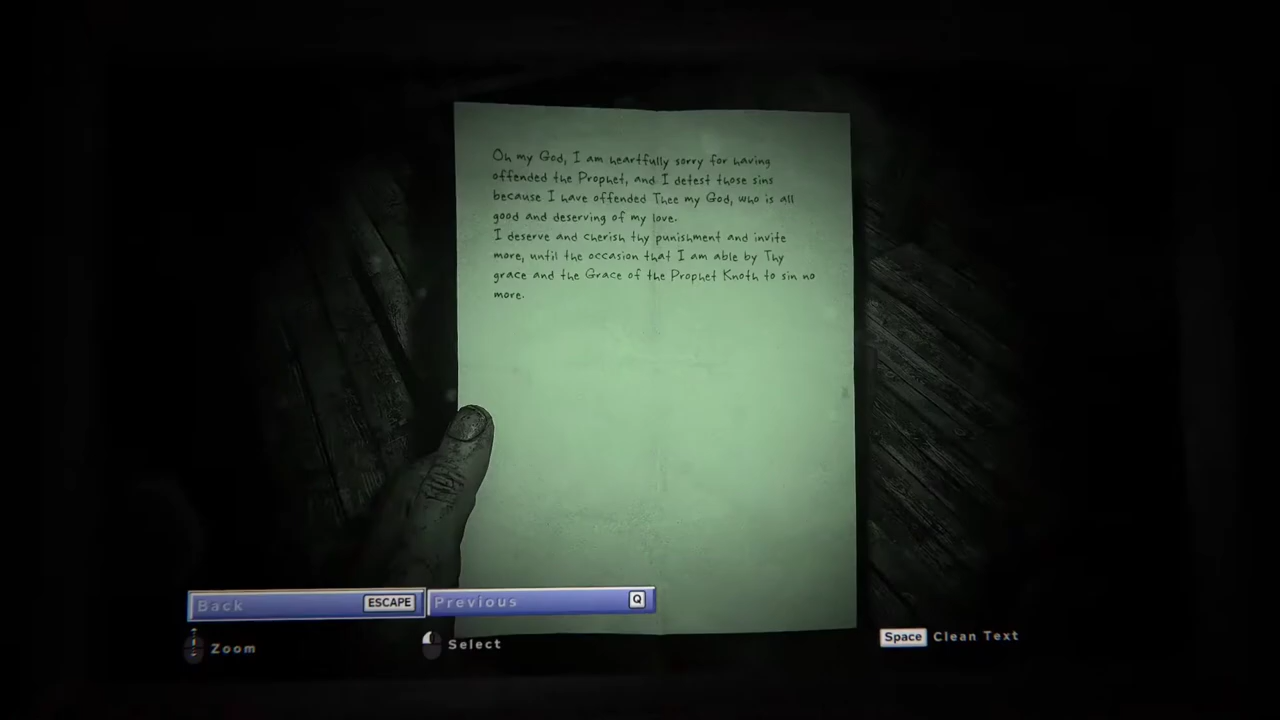 Oh my God, I am heartfully sorry for having
offended the Prophet, and I detest those sins
because I have offended Thee my God, who is all
good and deserving of my love.
I deserve and cherish thy punishment and invite
more, until the occasion that I am able by Thy
grace and the Grace of the Prophet Knoth to sin no
more.
Back ESCAPE Previous Q
Zoom Select Space Clean Text